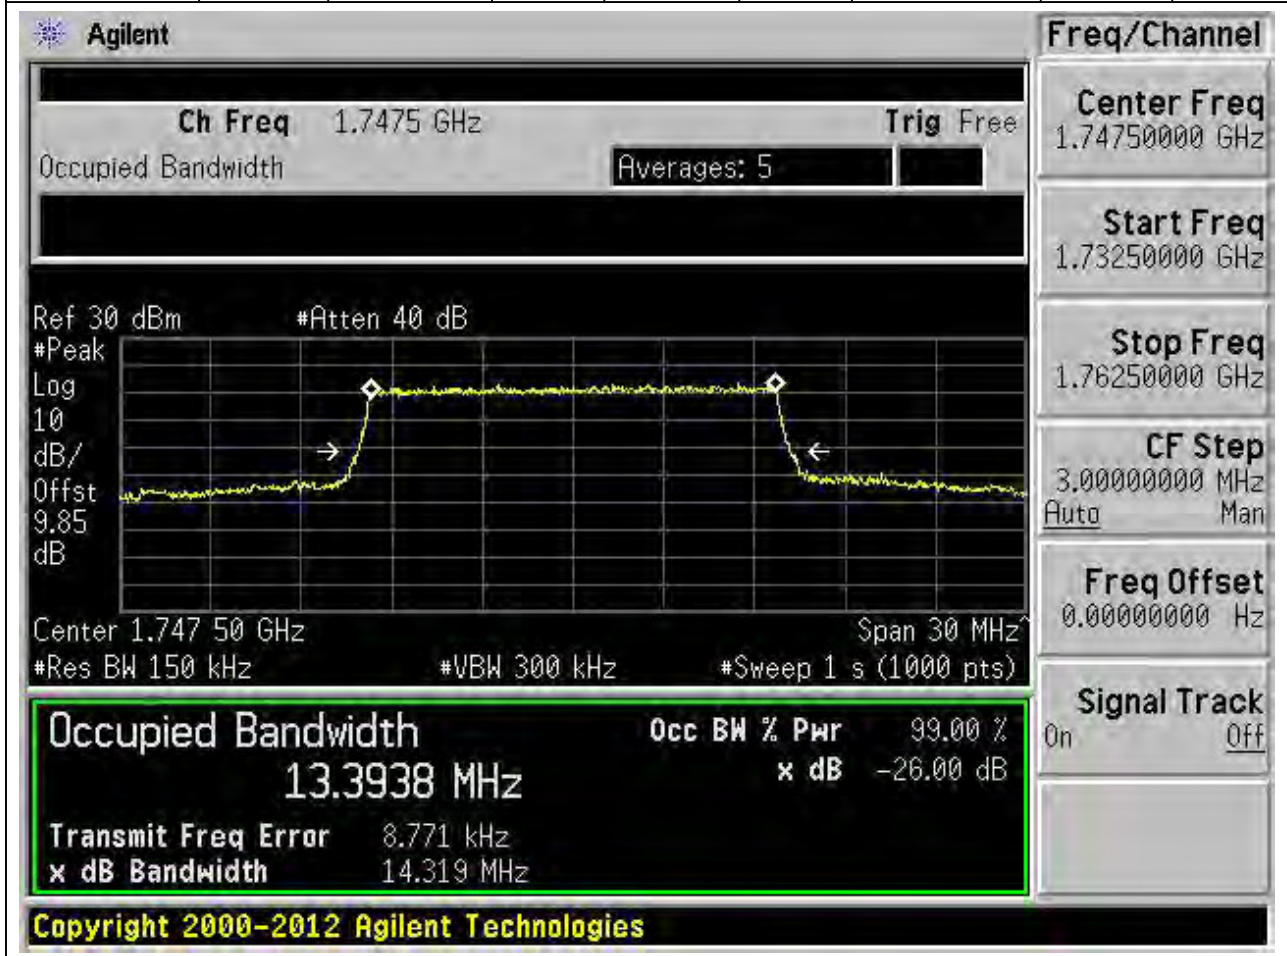 Agilent
Freq/Channel
Ch Freq 1.7475 GHz Trig Free
Occupied Bandwidth Averages: 5
Center Freq
1.74750000 GHz
Start Freq
1.73250000 GHz
Stop Freq
1.76250000 GHz
CF Step
3.00000000 MHz
Auto Man
Freq Offset
0.00000000 Hz
Signal Track
On Off
Ref 30 dBm #Atten 40 dB
#Peak
Log
10
dB/
Offst
9.85
dB
Center 1.747 50 GHz Span 30 MHz^
#Res BW 150 kHz #VBW 300 kHz #Sweep 1 s (1000 pts)
Occupied Bandwidth Occ BW % Pwr 99.00 %
13.3938 MHz x dB -26.00 dB
Transmit Freq Error 8.771 kHz
x dB Bandwidth 14.319 MHz
Copyright 2000-2012 Agilent Technologies